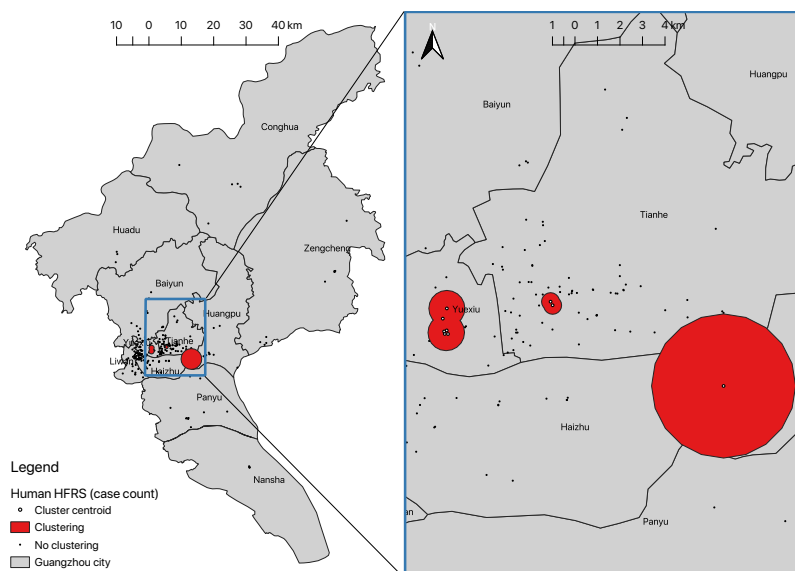 10 0 10 20 30 40 km
Conghua
Huadu
Zengcheng
Baiyun
Huangpu
Tianhe
Haizhu
Panyu
Nansha
Legend
Human HFRS (case count)
Cluster centroid
Clustering
No clustering
Guangzhou city
N
1 0 1 2 3 4 km
Huangpu
Baiyun
Tianhe
Yuexiu
Haizhu
an
Panyu